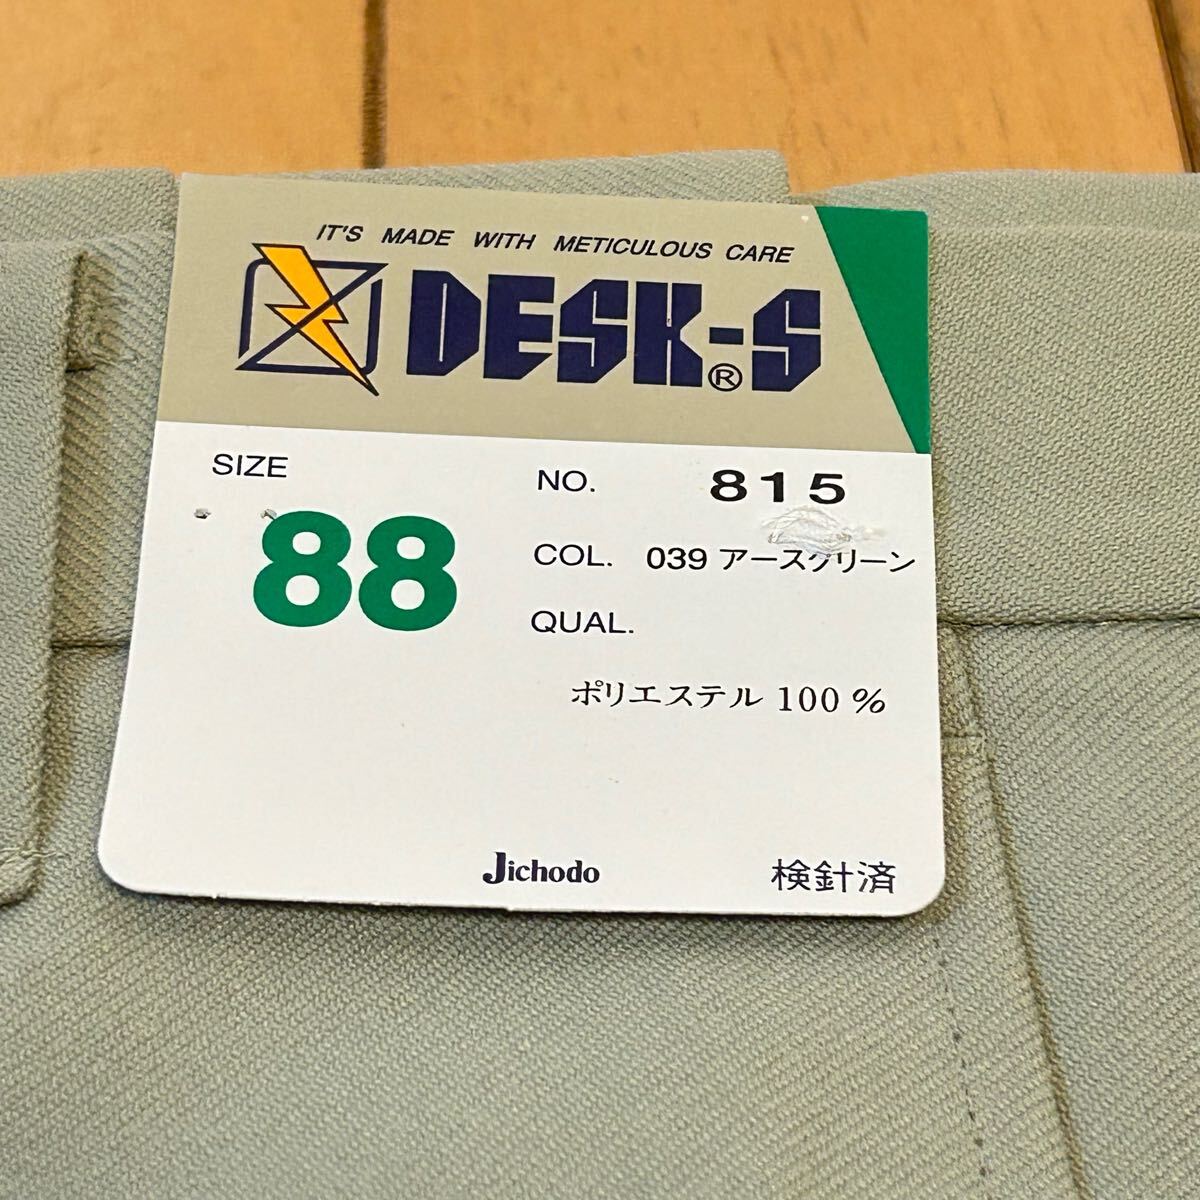 IT'S MADE WITH METICULOUS CARE
DESK-S®
SIZE
88
NO. 815
COL. 039 アースグリーン
QUAL.
ポリエステル 100 %
Jichodo
検針済